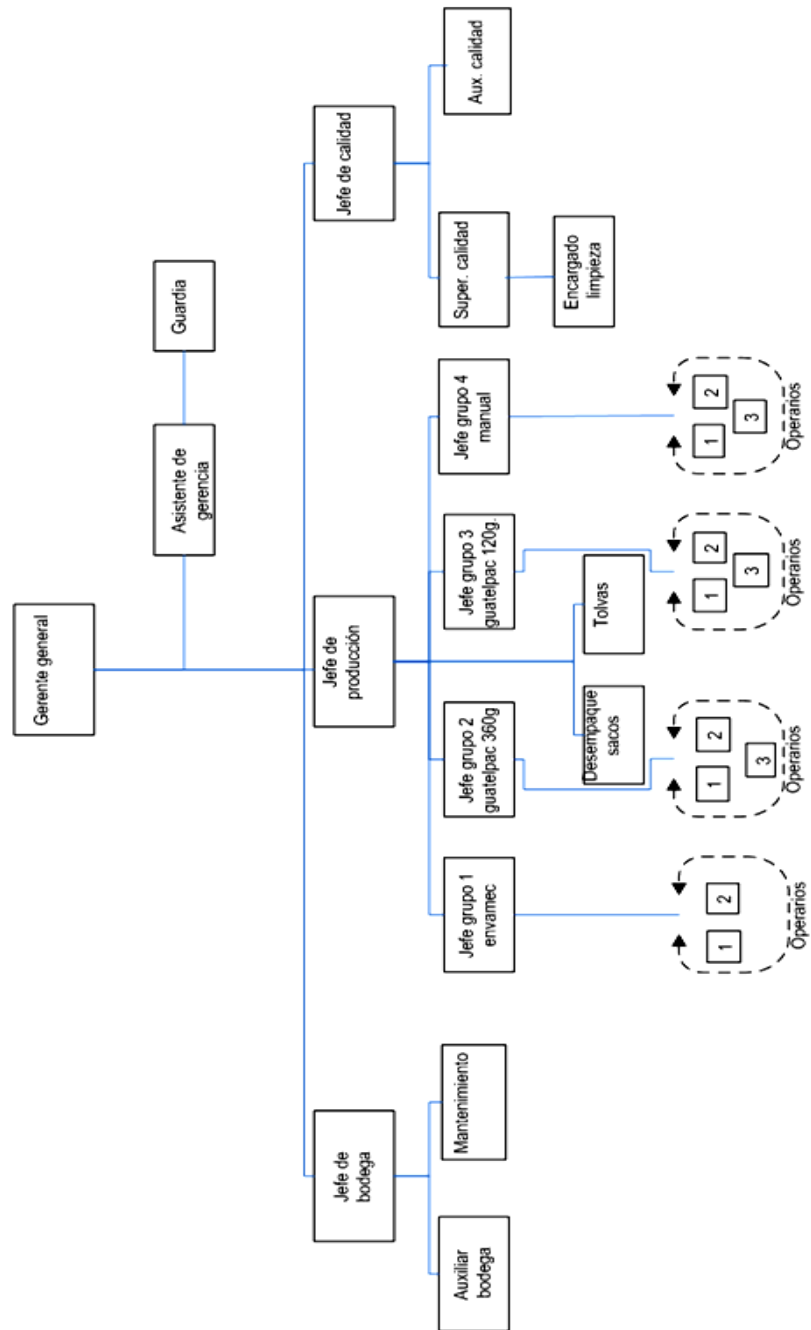 Gerente general
Asistente de
gerencia
Guardia
Jefe de
bodega
Jefe de
producción
Jefe de calidad
Auxiliar
bodega
Mantenimiento
Jefe grupo 1
envamec
Jefe grupo 2
guatelpac 360g
Jefe grupo 3
guatelpac 120g.
Jefe grupo 4
manual
Super. calidad
Aux. calidad
Desempaque
sacos
Tolvas
Encargado
limpieza
1
2
Operarios
1
2
3
Operarios
1
2
3
Operarios
1
2
3
Operarios